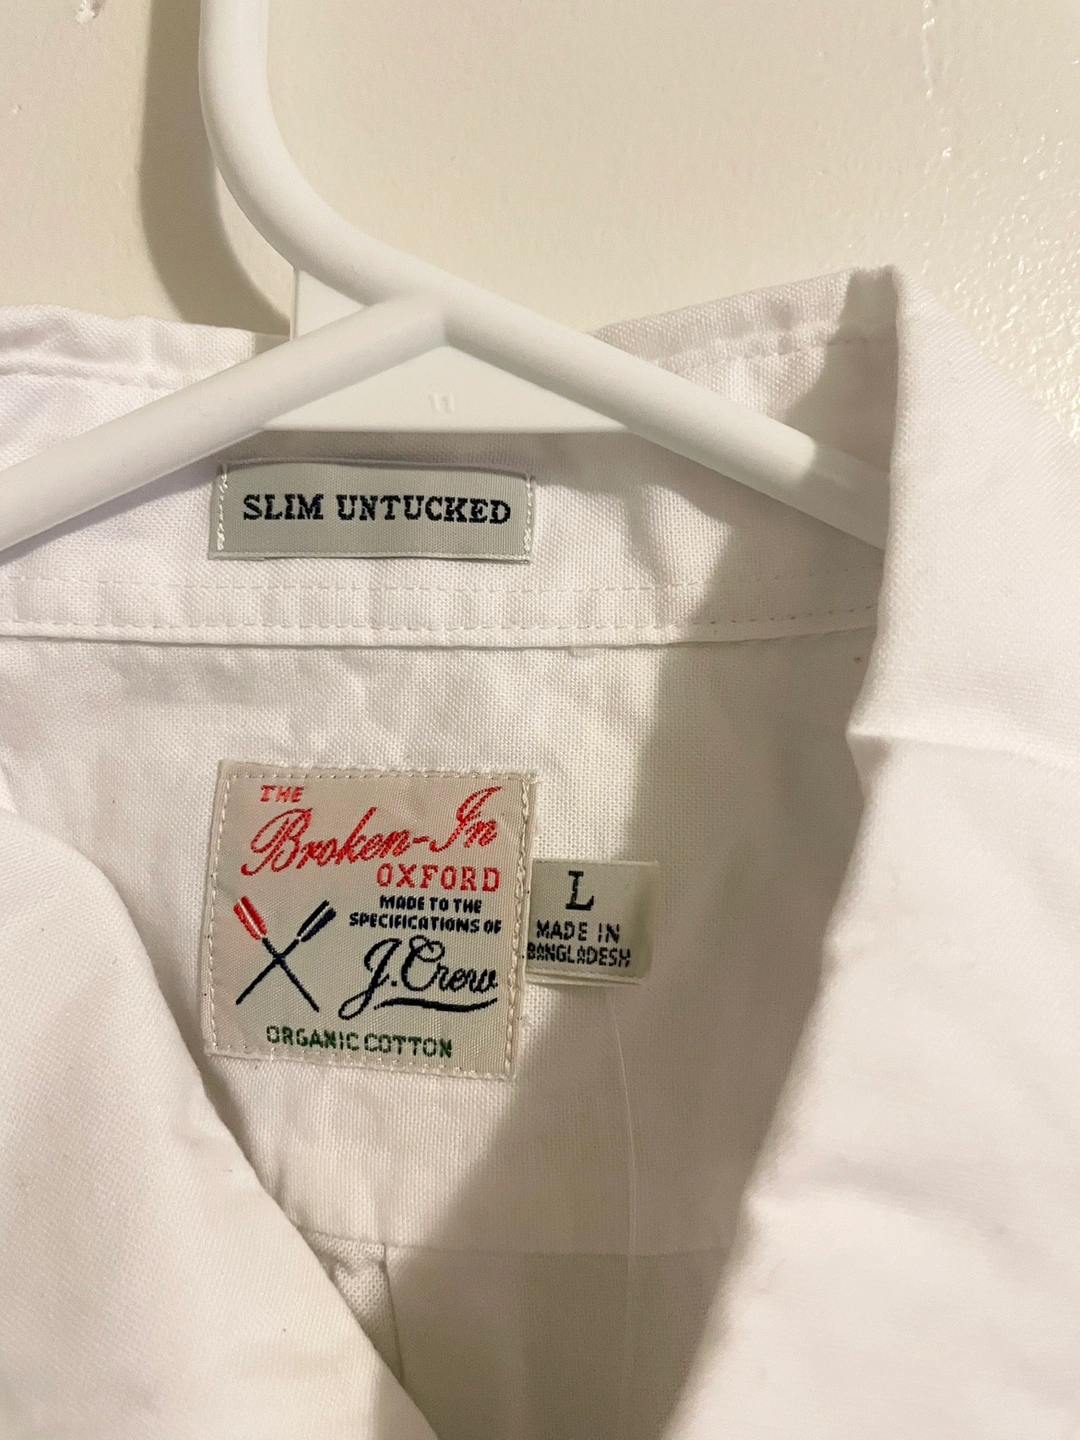 SLIM UNTUCKED
THE
Broken-In
OXFORD
MADE TO THE
SPECIFICATIONS OF
J.Crew
ORGANIC COTTON
L
MADE IN
BANGLADESH